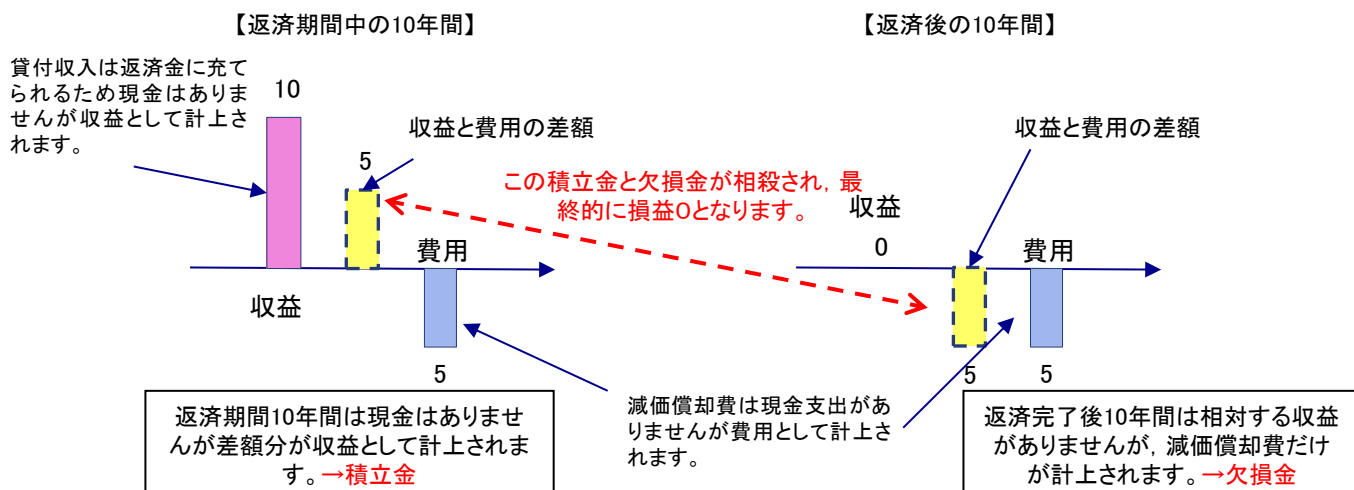 【返済期間中の10年間】
貸付収入は返済金に充て
られるため現金はありま
せんが収益として計上さ
れます。
10
5
収益と費用の差額
費用
収益
5
返済期間10年間は現金はありませ
んが差額分が収益として計上されま
す。→積立金
この積立金と欠損金が相殺され，最
終的に損益0となります。
減価償却費は現金支出があ
りませんが費用として計上さ
れます。
【返済後の10年間】
収益と費用の差額
収益
0
費用
5
5
返済完了後10年間は相対する収益
がありませんが，減価償却費だけ
が計上されます。→欠損金